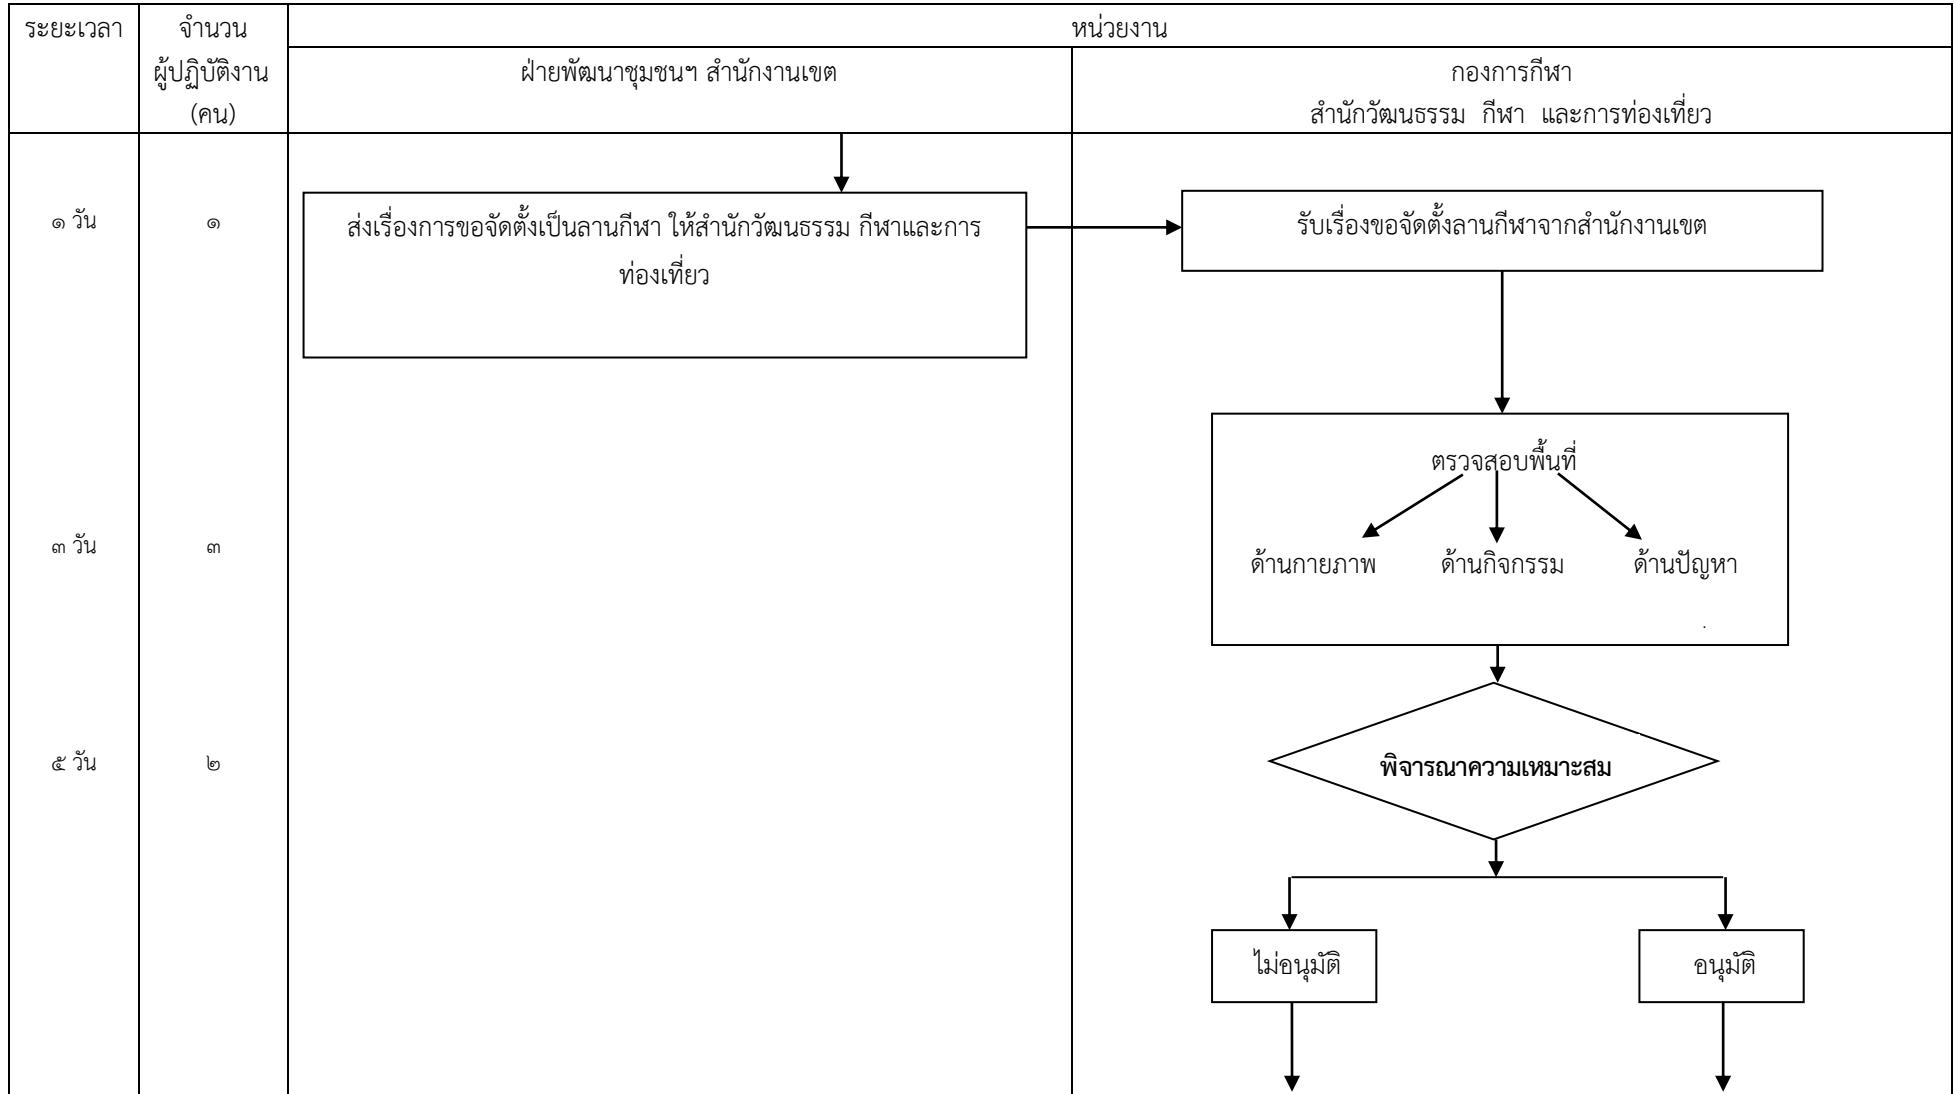 ระยะเวลา
จำนวน
ผู้ปฏิบัติงาน
(คน)
หน่วยงาน
ฝ่ายพัฒนาชุมชนฯ สำนักงานเขต
กองการกีฬา
สำนักวัฒนธรรม กีฬา และการท่องเที่ยว
๑ วัน
๑
ส่งเรื่องการขอจัดตั้งเป็นลานกีฬา ให้สำนักวัฒนธรรม กีฬาและการ
ท่องเที่ยว
รับเรื่องขอจัดตั้งลานกีฬาจากสำนักงานเขต
ตรวจสอบพื้นที่
๓ วัน
๓
ด้านกายภาพ
ด้านกิจกรรม
ด้านปัญหา
.
๕ วัน
๒
พิจารณาความเหมาะสม
ไม่อนุมัติ
อนุมัติ